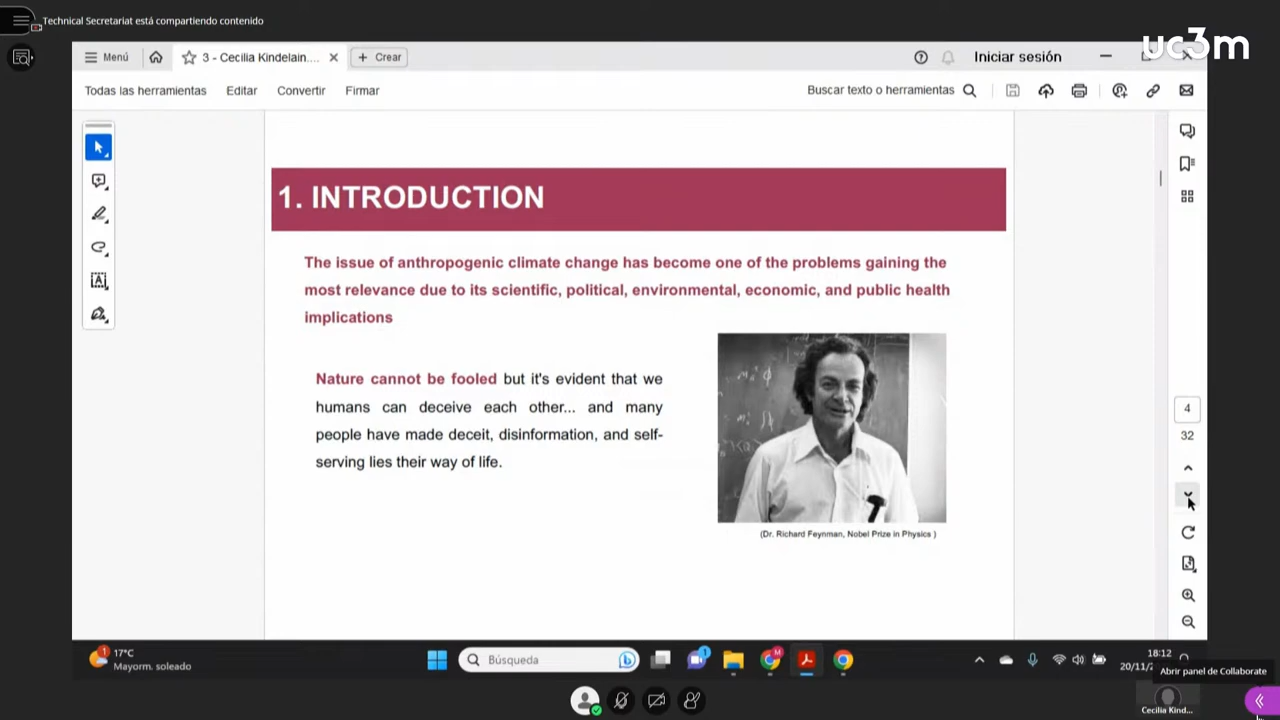 Technical Secretariat está compartiendo contenido
uc3m
Menú
3 - Cecilia Kindelain....
Crear
Iniciar sesión
Todas las herramientas
Editar
Convertir
Firmar
Buscar texto o herramientas
1. INTRODUCTION
The issue of anthropogenic climate change has become one of the problems gaining the
most relevance due to its scientific, political, environmental, economic, and public health
implications
Nature cannot be fooled but it's evident that we
humans can deceive each other... and many
people have made deceit, disinformation, and self-
serving lies their way of life.
(Dr. Richard Feynman, Nobel Prize in Physics )
4
32
1
17°C
Mayorm. soleado
Búsqueda
1
M
18:12
20/11/2
Abrir panel de Collaborate
Cecilia Kind...